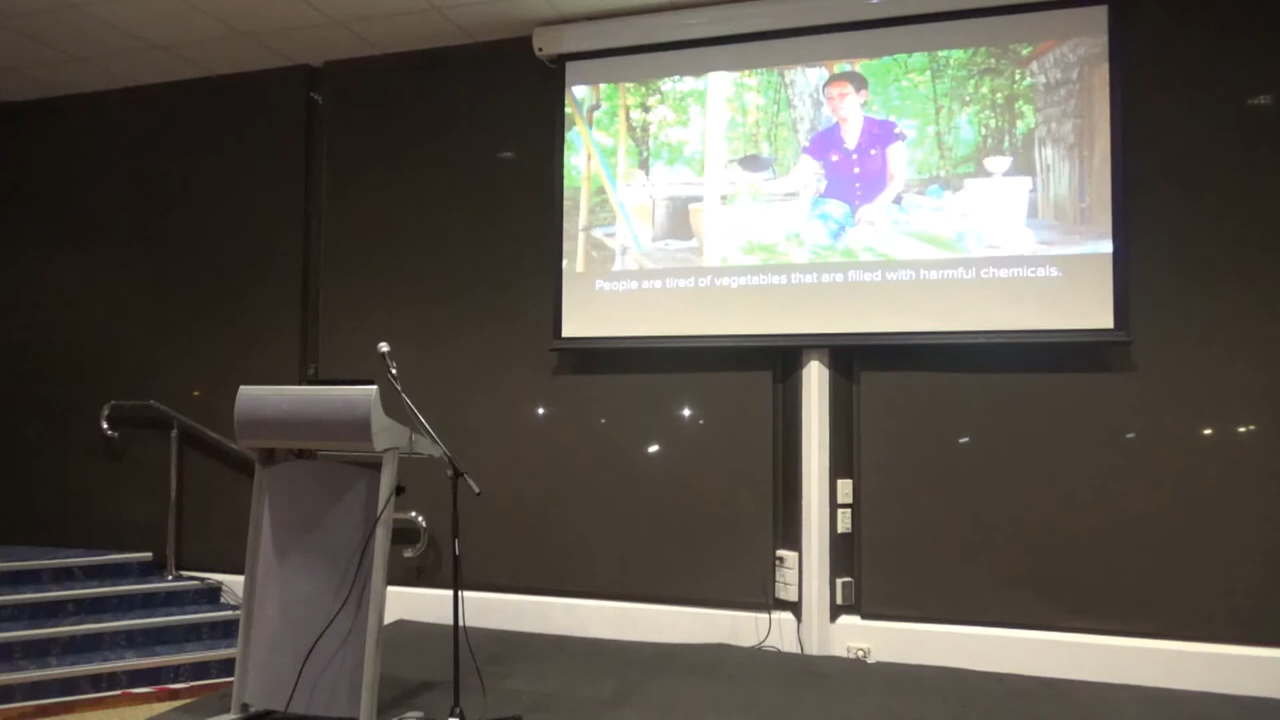 People are tired of vegetables that are filled with harmful chemicals.